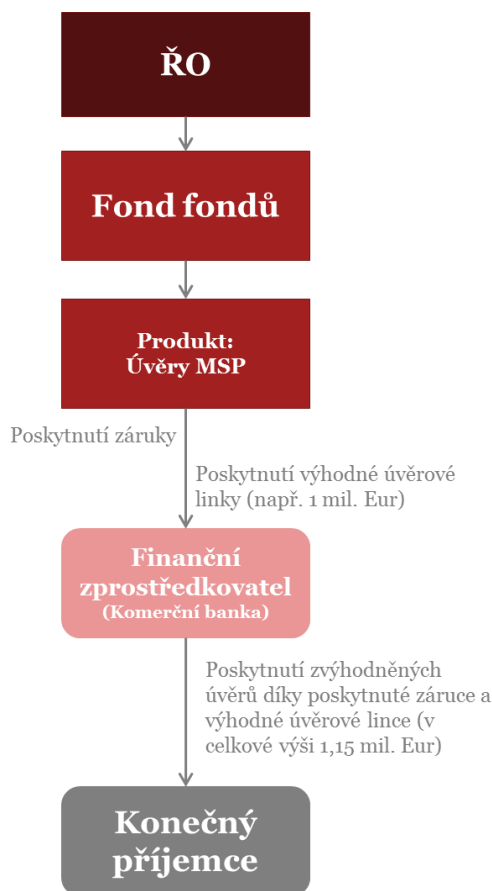 ŘO
Fond fondů
Produkt:
Úvěry MSP
Poskytnutí záruky
Poskytnutí výhodné úvěrové
linky (např. 1 mil. Eur)
Finanční
zprostředkovatel
(Komerční banka)
Poskytnutí zvýhodněných
úvěrů díky poskytnuté záruce a
výhodné úvěrové lince (v
celkové výši 1,15 mil. Eur)
Konečný
příjemce